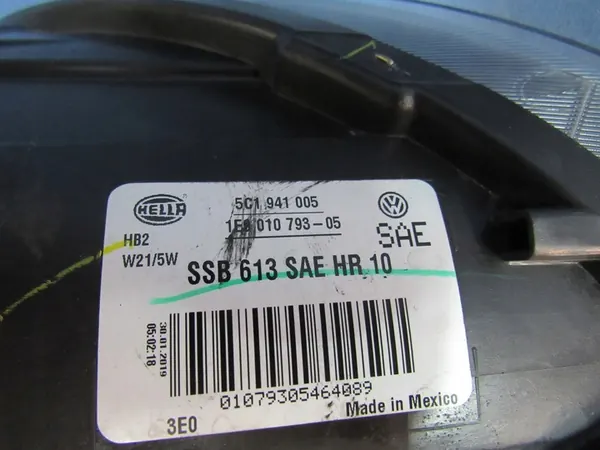 HELLA
5C1 941 005
1E8 010 793-05
HB2
W21/5W
SAE
SSB 613 SAE HR 10
30.01.2019
05:02:18
01079305464089
3E0
Made in Mexico